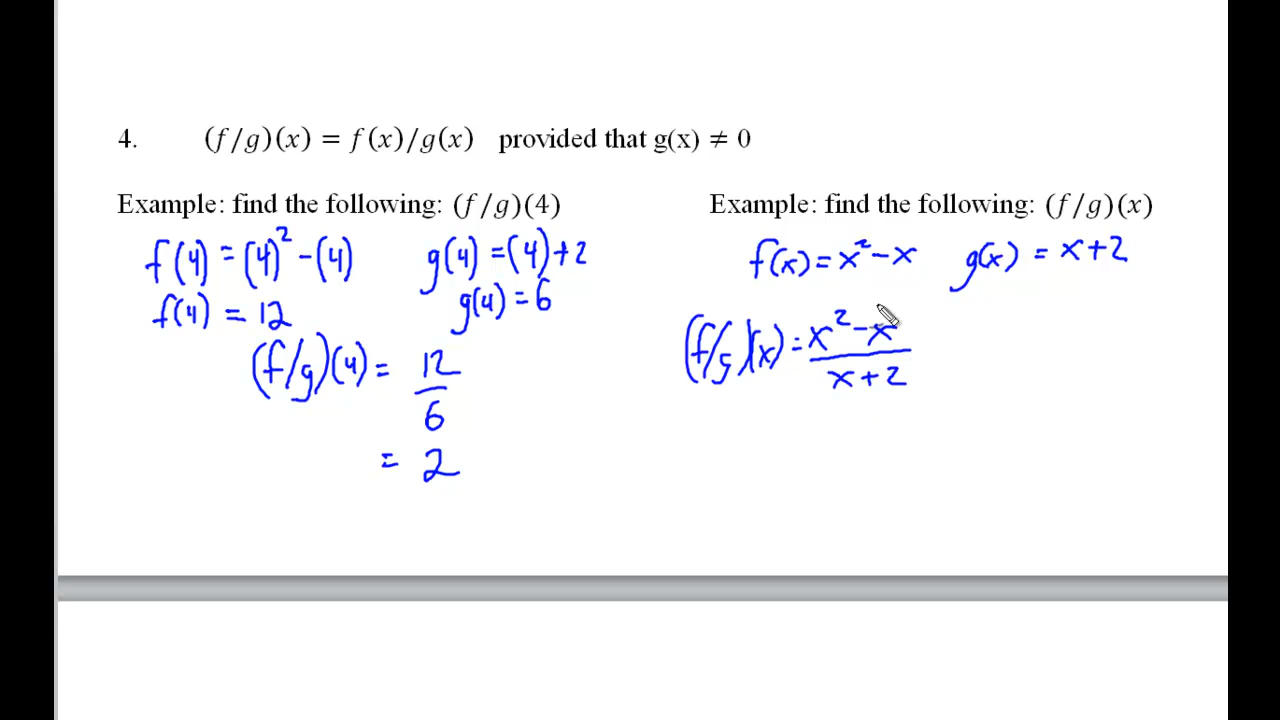 4. (f/g)(x) = f(x)/g(x) provided that g(x) ≠ 0
Example: find the following: (f/g)(4)
f(4) = (4)² - (4)
g(4) = (4) + 2
f(4) = 12
g(4) = 6
(f/g)(4) = 12/6
= 2
Example: find the following: (f/g)(x)
f(x) = x² - x
g(x) = x + 2
(f/g)(x) = x² - x / x + 2